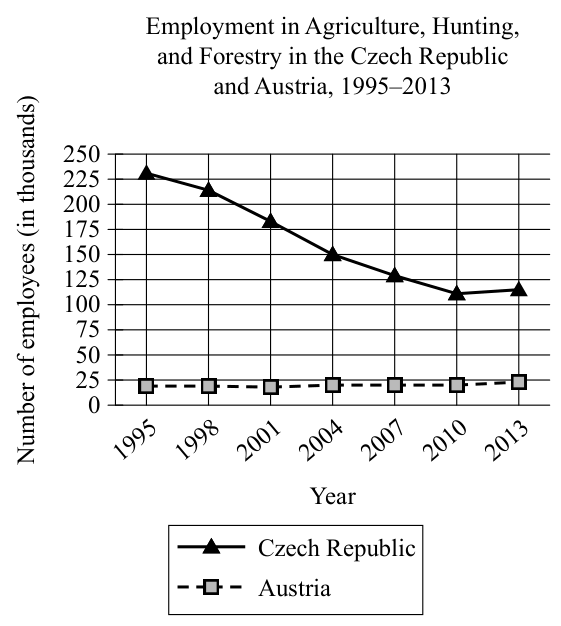 Employment in Agriculture, Hunting,
and Forestry in the Czech Republic
and Austria, 1995–2013
Number of employees (in thousands)
250
225
200
175
150
125
100
75
50
25
0
1995
1998
2001
2004
2007
2010
2013
Year
Czech Republic
Austria